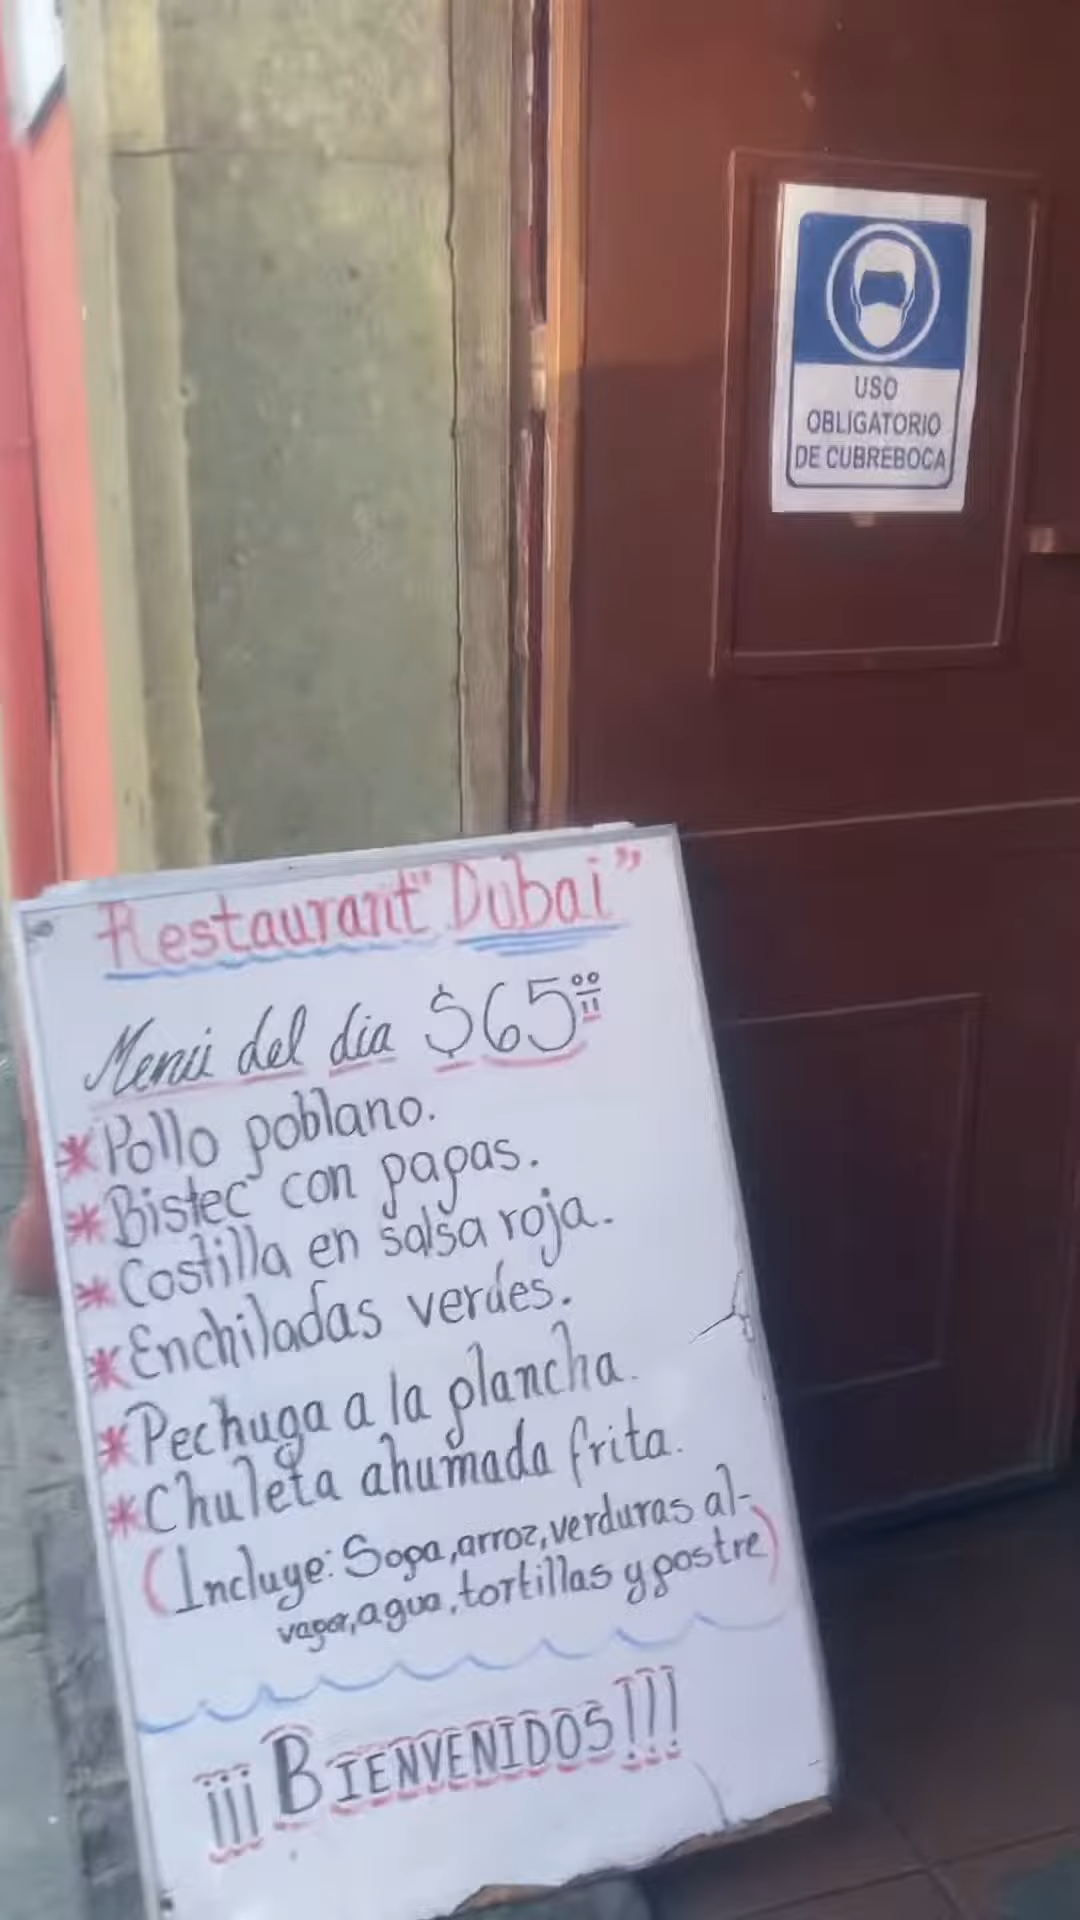 USO
OBLIGATORIO
DE CUBREBOCA
Restaurant "Dubai"
Menú del día $65.00
*Pollo poblano.
*Bistec con papas.
*Costilla en salsa roja.
*Enchiladas verdes.
*Pechuga a la plancha.
*Chuleta ahumada frita.
(Incluye: Sopa, arroz, verduras al-
vapor, agua, tortillas y postre)
¡¡¡BIENVENIDOS!!!